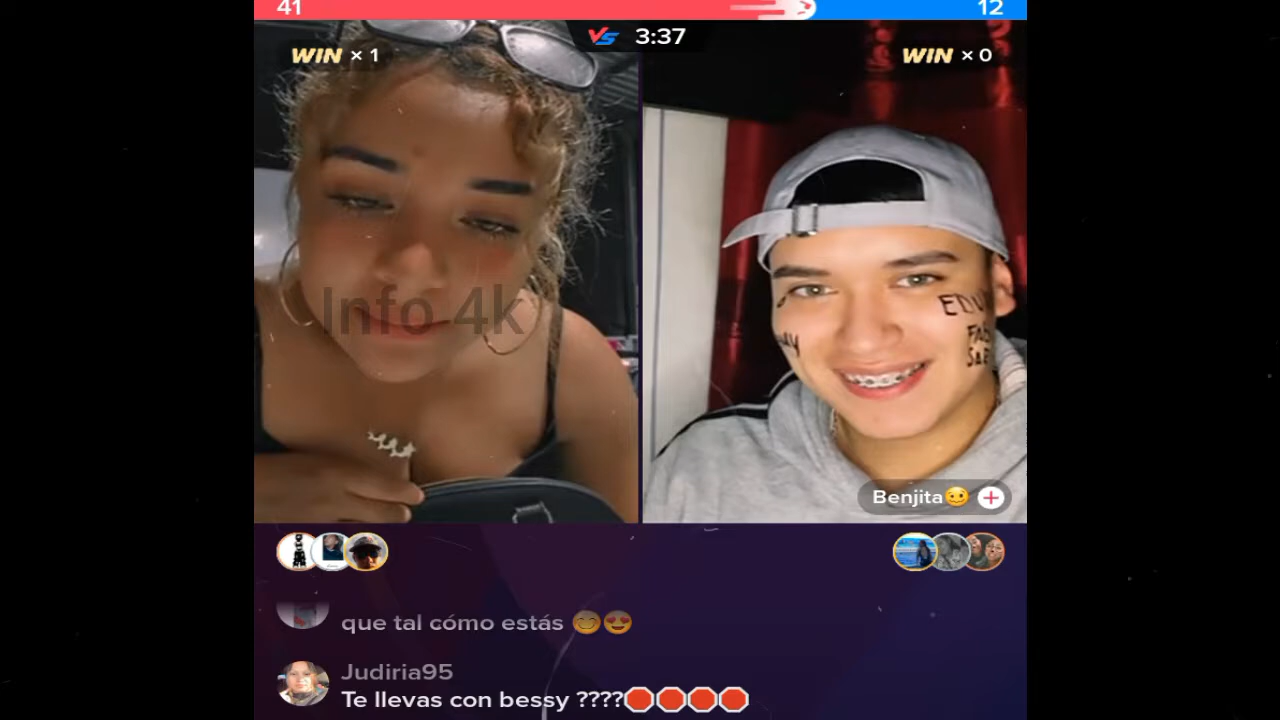 41
12
VS 3:37
WIN × 1
WIN × 0
Info 4k
Benjita
que tal cómo estás
Judiria95
Te llevas con bessy ????